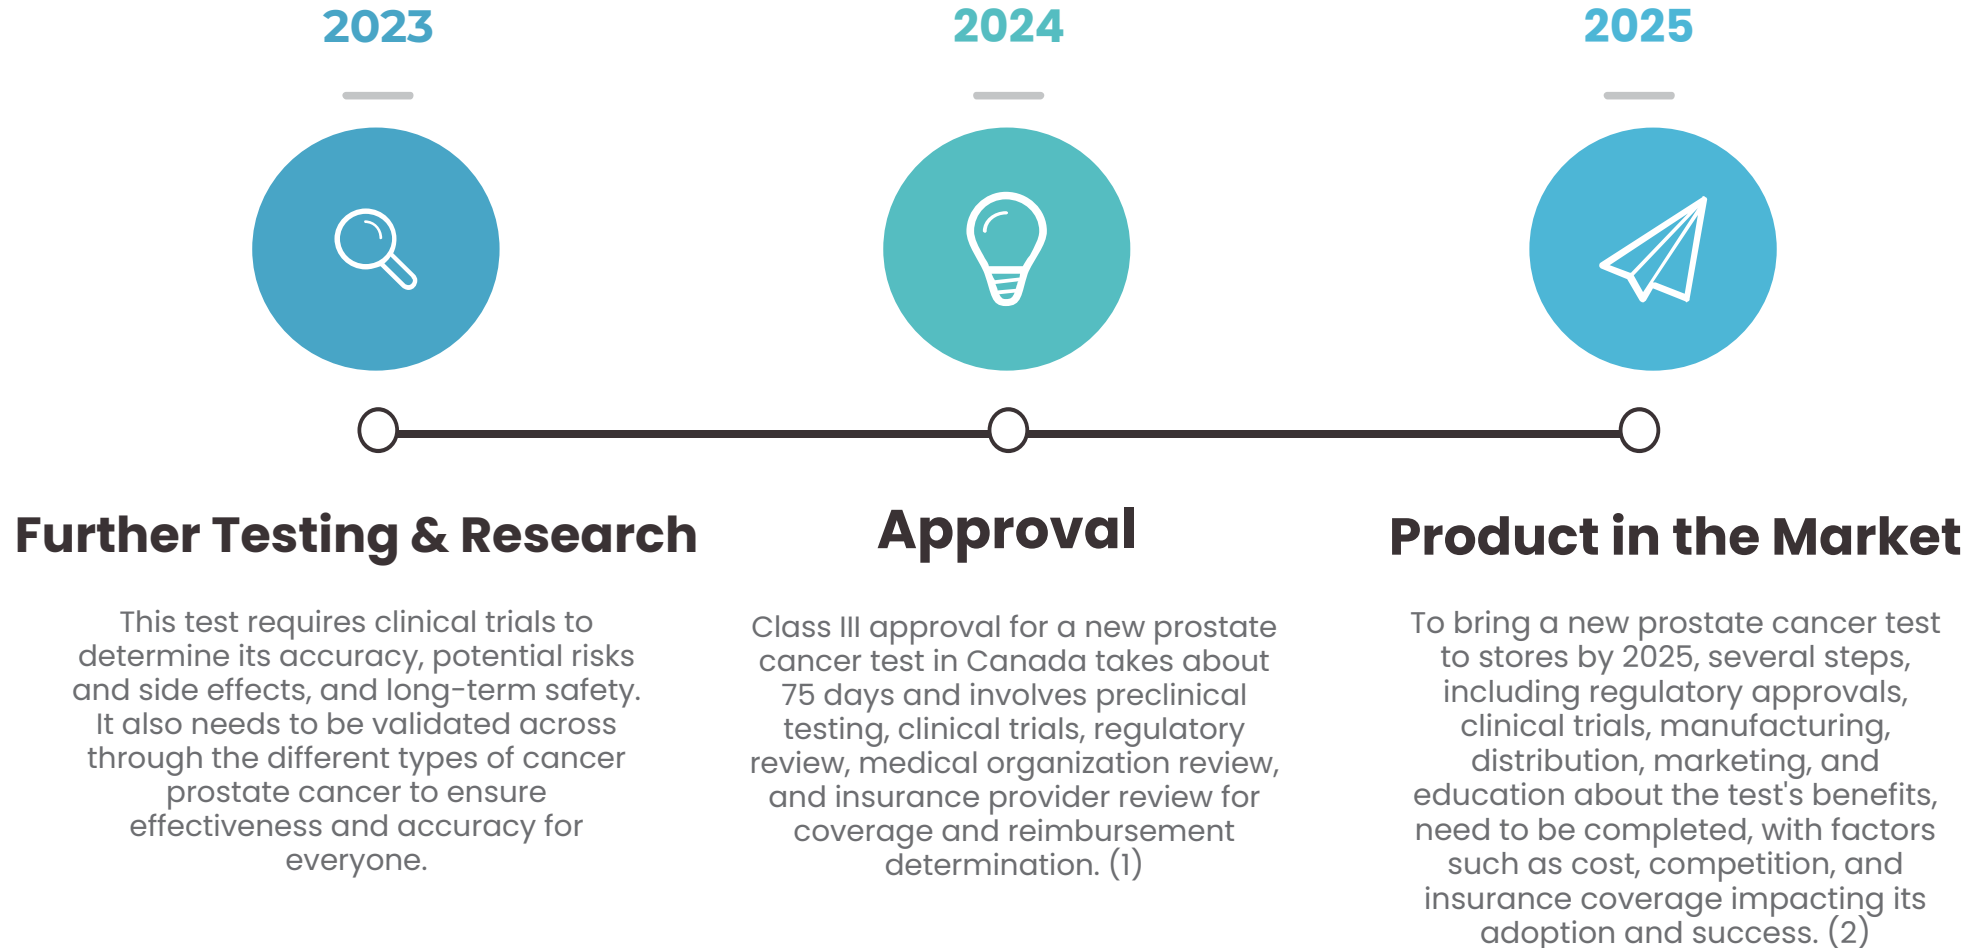 2023
2024
2025
Further Testing & Research
This test requires clinical trials to
determine its accuracy, potential risks
and side effects, and long-term safety.
It also needs to be validated across
through the different types of cancer
prostate cancer to ensure
effectiveness and accuracy for
everyone.
Approval
Class III approval for a new prostate
cancer test in Canada takes about
75 days and involves preclinical
testing, clinical trials, regulatory
review, medical organization review,
and insurance provider review for
coverage and reimbursement
determination. (1)
Product in the Market
To bring a new prostate cancer test
to stores by 2025, several steps,
including regulatory approvals,
clinical trials, manufacturing,
distribution, marketing, and
education about the test's benefits,
need to be completed, with factors
such as cost, competition, and
insurance coverage impacting its
adoption and success. (2)